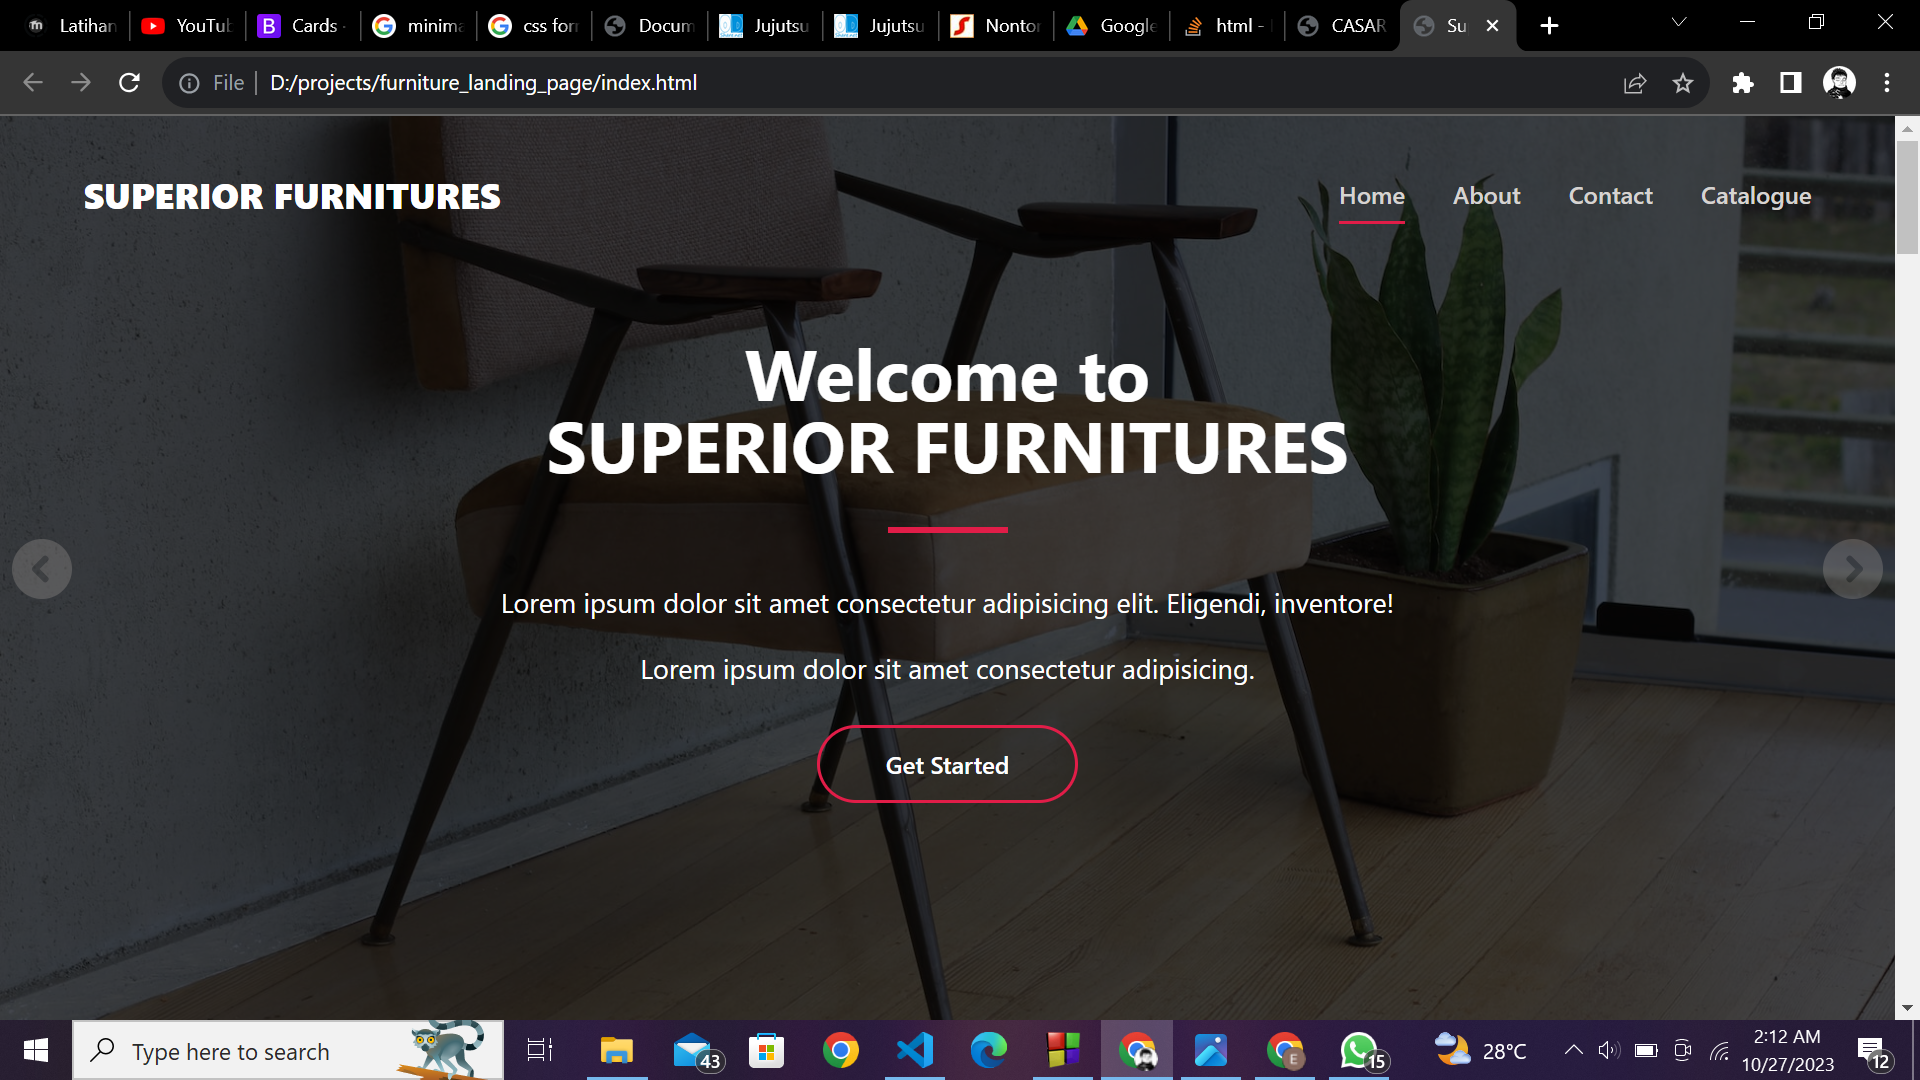 Latihan
YouTub
B Cards
minima
css for
Docum
Jujutsu
Jujutsu
Nonton
Google
html -
CASAR
Su
File
D:/projects/furniture_landing_page/index.html
SUPERIOR FURNITURES
Home
About
Contact
Catalogue
Welcome to
SUPERIOR FURNITURES
Lorem ipsum dolor sit amet consectetur adipisicing elit. Eligendi, inventore!
Lorem ipsum dolor sit amet consectetur adipisicing.
Get Started
Type here to search
43
E
15
28°C
2:12 AM
10/27/2023
12